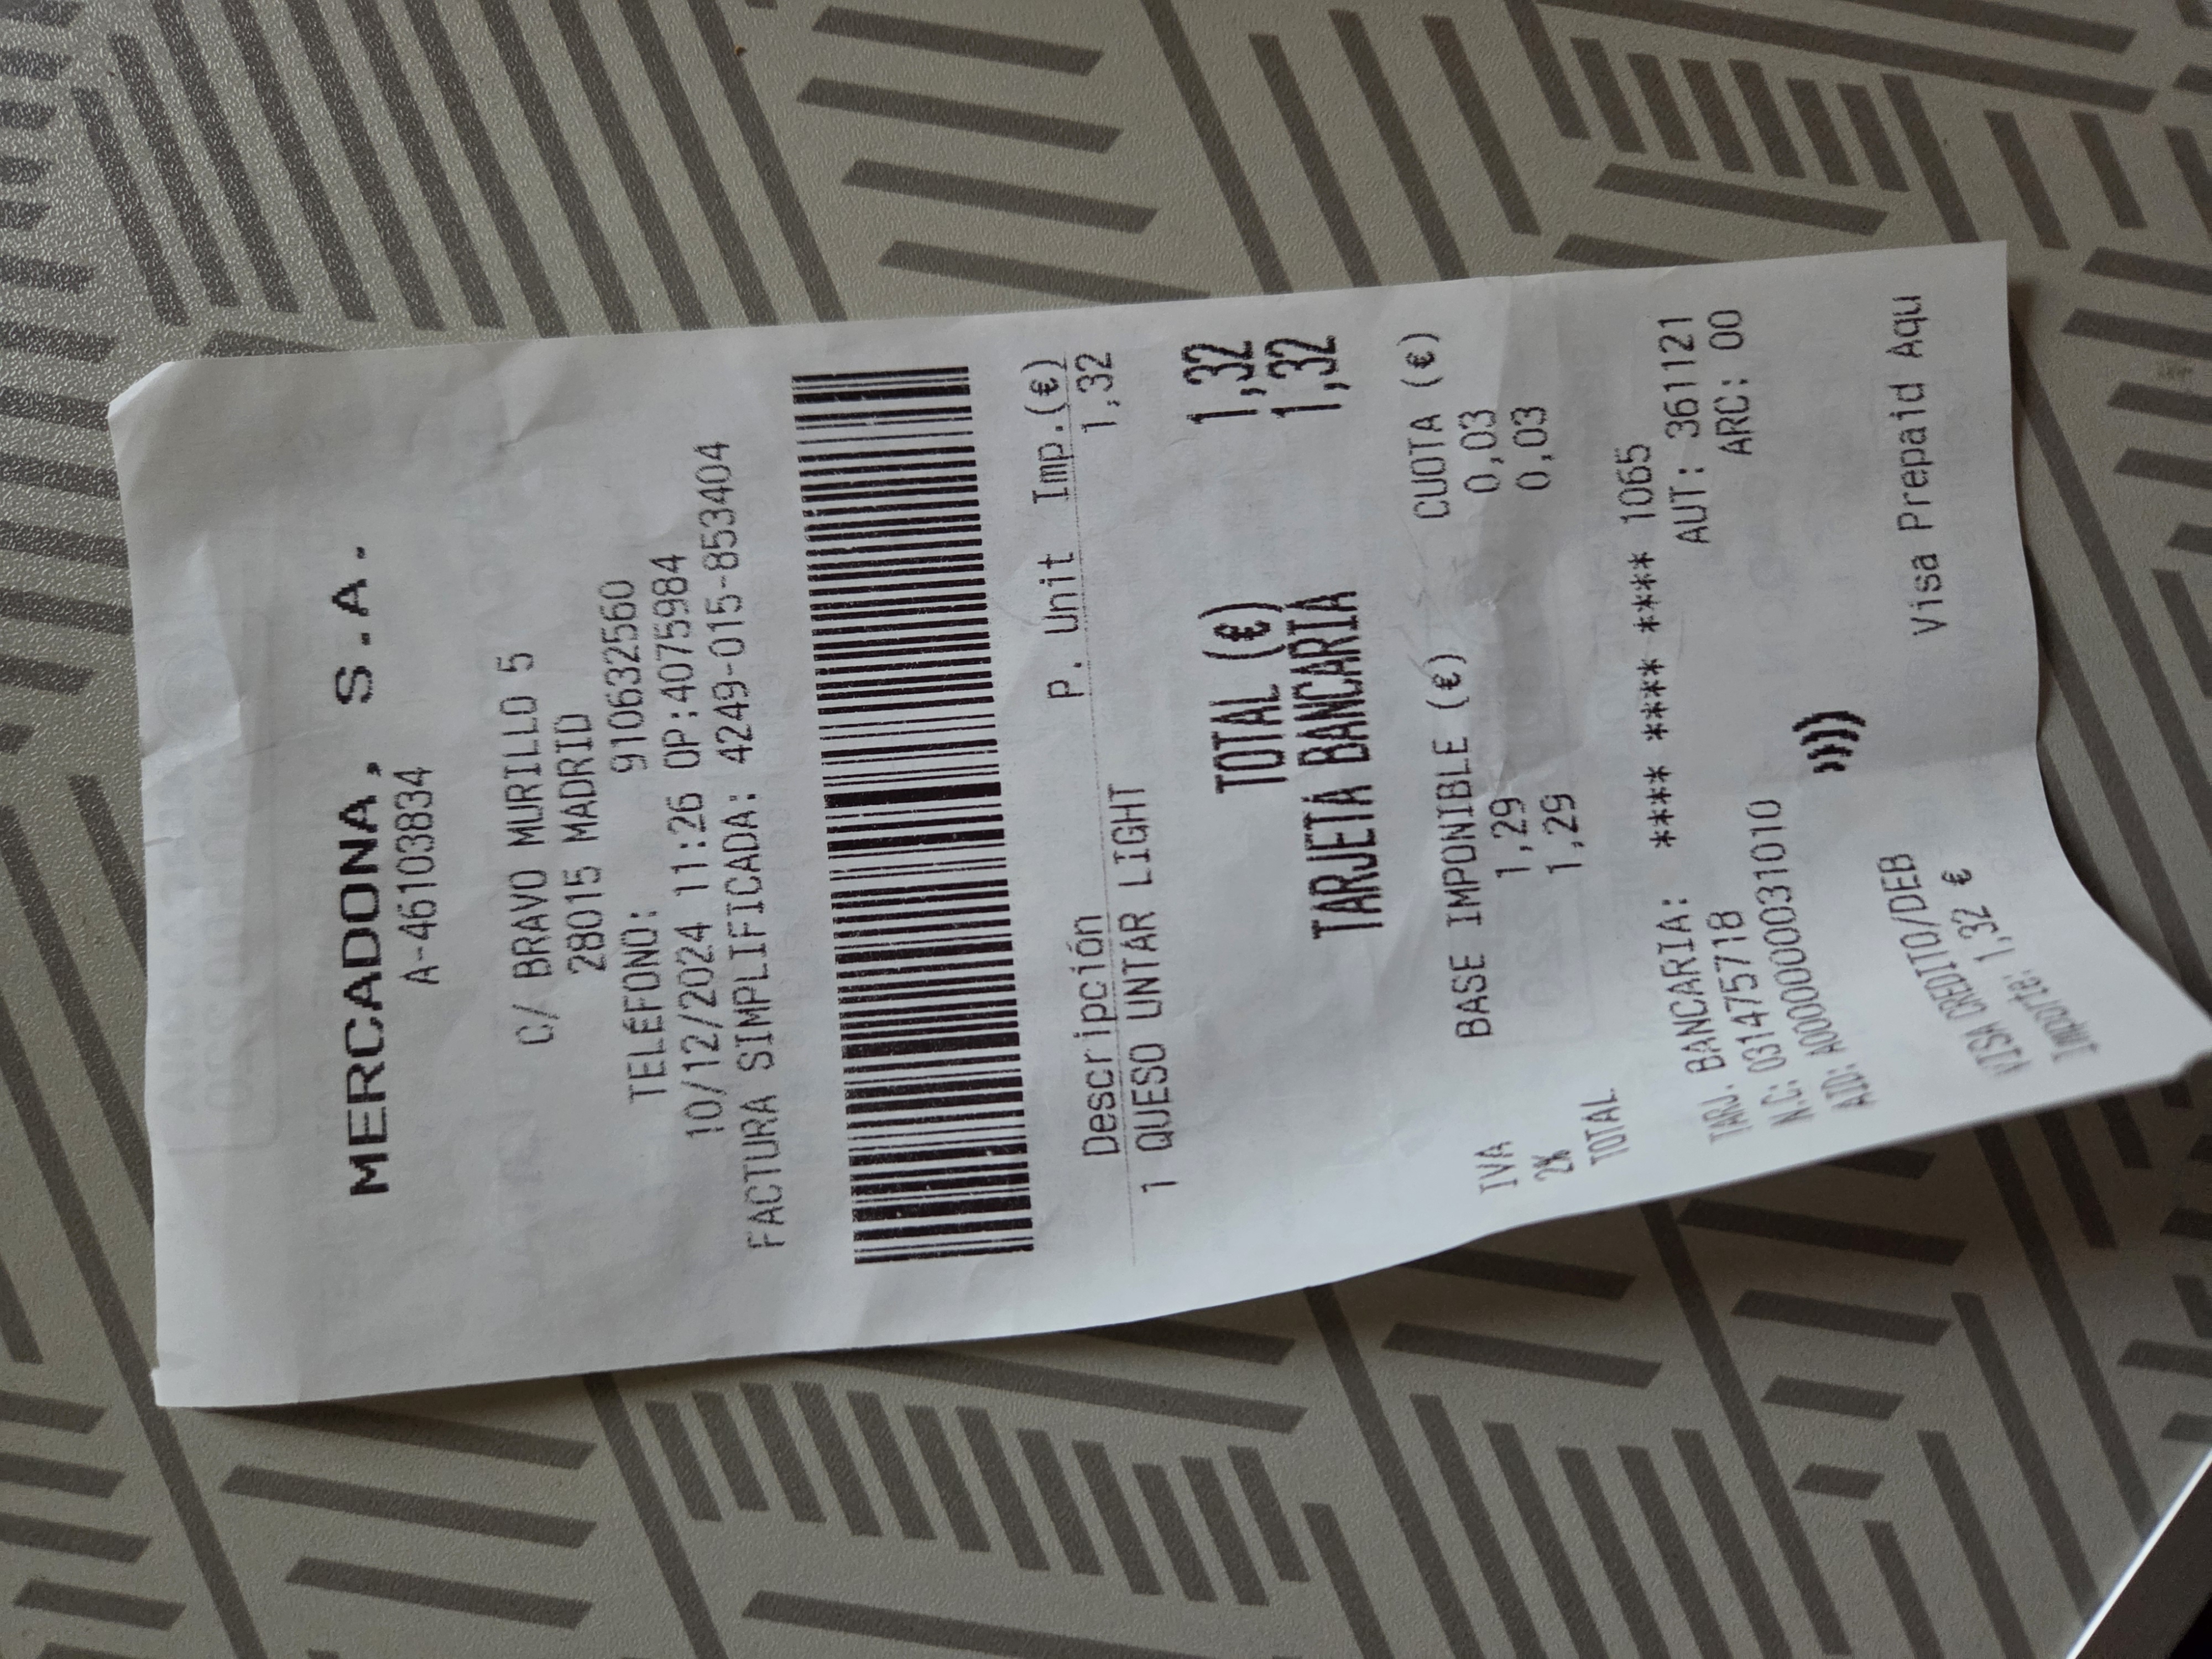 MERCADONA, S.A.
A-46103834
C/ BRAVO MURILLO 5
28015 MADRID
TELÉFONO: 910632560
10/12/2024 11:26 OP:4075984
FACTURA SIMPLIFICADA: 4249-015-853404
Descripción P. Unit Imp.(€)
1 QUESO UNTAR LIGHT 1,32
TOTAL (€) 1,32
TARJETA BANCARIA 1,32
IVA BASE IMPONIBLE (€) CUOTA (€)
2% 1,29 0,03
TOTAL 1,29 0,03
TARJ. BANCARIA: **** **** **** 1065
N.C: 031475718 AUT: 361121
AID: A0000000031010 ARC: 00
VISA CREDITO/DEB Visa Prepaid Aqu
Importe: 1,32 €